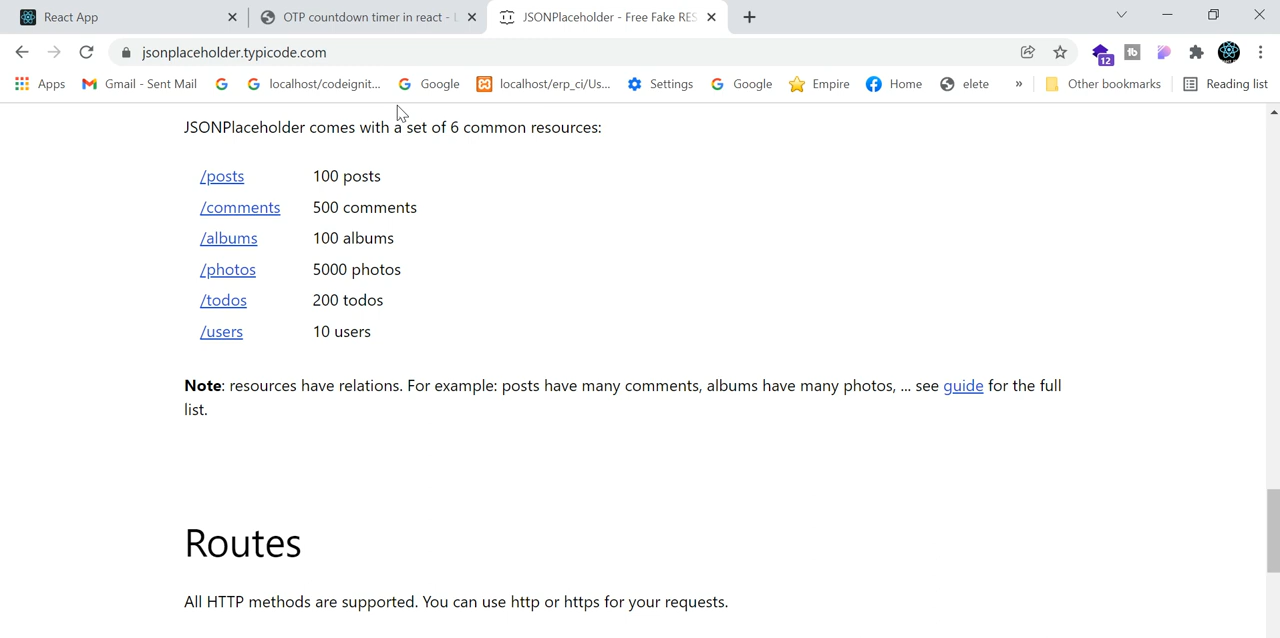 React App
OTP countdown timer in react -
JSONPlaceholder - Free Fake RES
jsonplaceholder.typicode.com
12
tb
Apps
Gmail - Sent Mail
localhost/codeignit...
Google
localhost/erp_ci/Us...
Settings
Google
Empire
Home
elete
»
Other bookmarks
Reading list
JSONPlaceholder comes with a set of 6 common resources:
/posts 100 posts
/comments 500 comments
/albums 100 albums
/photos 5000 photos
/todos 200 todos
/users 10 users
Note: resources have relations. For example: posts have many comments, albums have many photos, ... see guide for the full
list.
Routes
All HTTP methods are supported. You can use http or https for your requests.